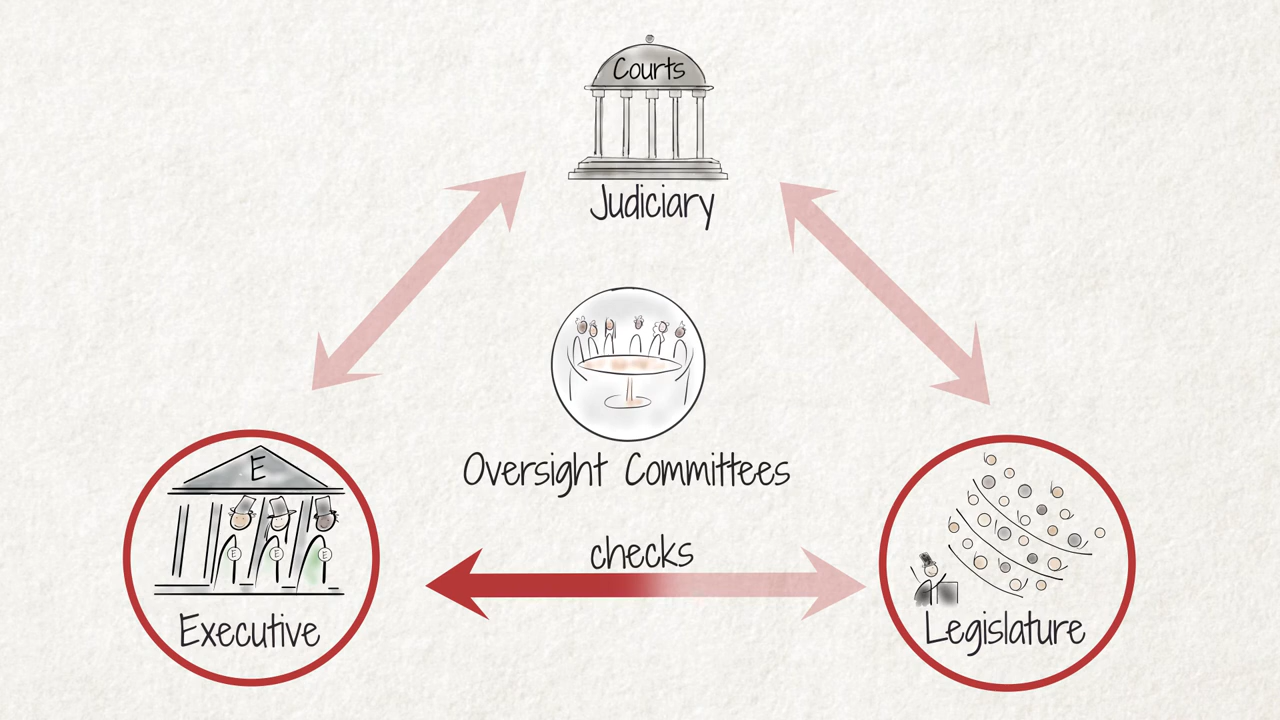 Courts
Judiciary
Oversight Committees
checks
E
E
E
E
Executive
Legislature